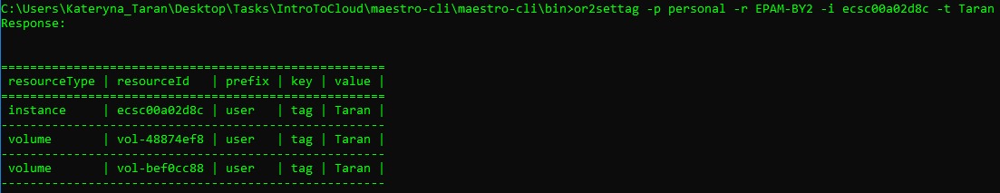 C:\Users\Kateryna_Taran\Desktop\Tasks\IntroToCloud\maestro-cli\maestro-cli\bin>or2settag -p personal -r EPAM-BY2 -i ecsc00a02d8c -t Taran
Response:
====================================================
resourceType | resourceId   | prefix | key | value |
====================================================
instance     | ecsc00a02d8c | user   | tag | Taran |
----------------------------------------------------
volume       | vol-48874ef8 | user   | tag | Taran |
----------------------------------------------------
volume       | vol-bef0cc88 | user   | tag | Taran |
----------------------------------------------------